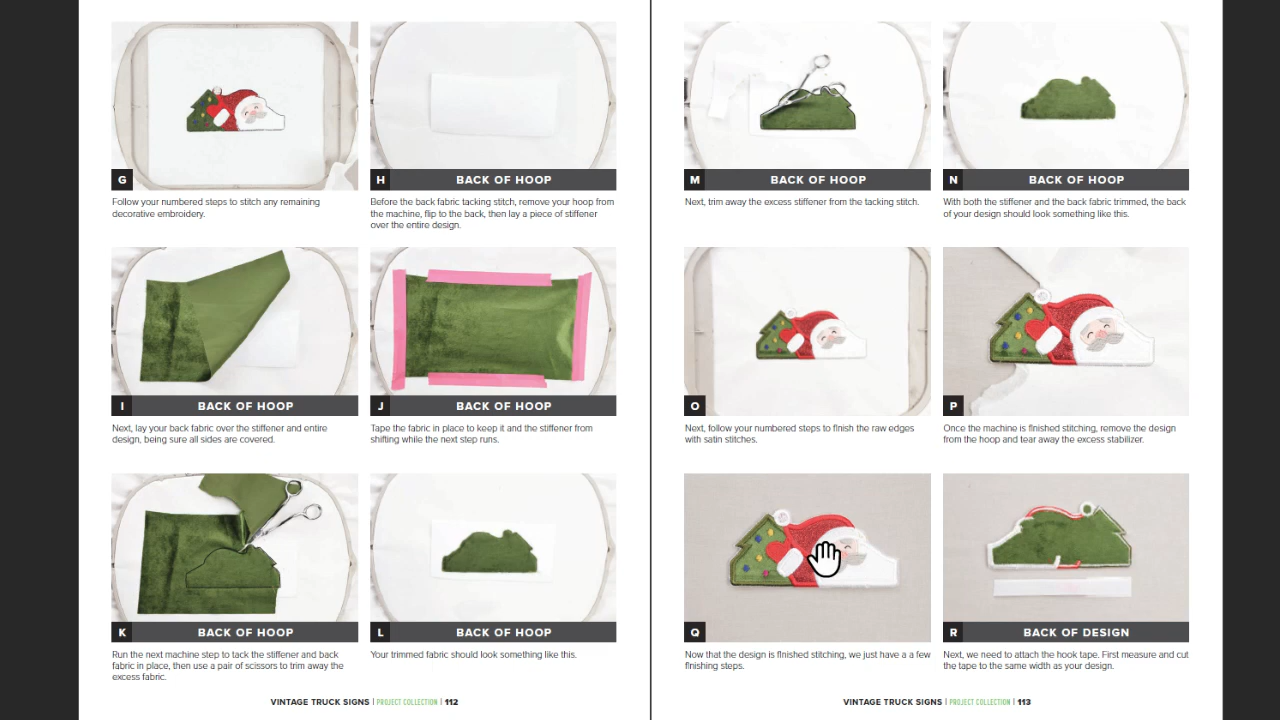 G
Follow your numbered steps to stitch any remaining
decorative embroidery.
H BACK OF HOOP
Before the back fabric tacking stitch, remove your hoop from
the machine, flip to the back, then lay a piece of stiffener
over the entire design.
I BACK OF HOOP
Next, lay your back fabric over the stiffener and entire
design, being sure all sides are covered.
J BACK OF HOOP
Tape the fabric in place to keep it and the stiffener from
shifting while the next step runs.
K BACK OF HOOP
Run the next machine step to tack the stiffener and back
fabric in place, then use a pair of scissors to trim away the
excess fabric.
L BACK OF HOOP
Your trimmed fabric should look something like this.
VINTAGE TRUCK SIGNS | PROJECT COLLECTION | 112
M BACK OF HOOP
Next, trim away the excess stiffener from the tacking stitch.
N BACK OF HOOP
With both the stiffener and the back fabric trimmed, the back
of your design should look something like this.
O
Next, follow your numbered steps to finish the raw edges
with satin stitches.
P
Once the machine is finished stitching, remove the design
from the hoop and tear away the excess stabilizer.
Q
Now that the design is finished stitching, we just have a a few
finishing steps.
R BACK OF DESIGN
Next, we need to attach the hook tape. First measure and cut
the tape to the same width as your design.
VINTAGE TRUCK SIGNS | PROJECT COLLECTION | 113